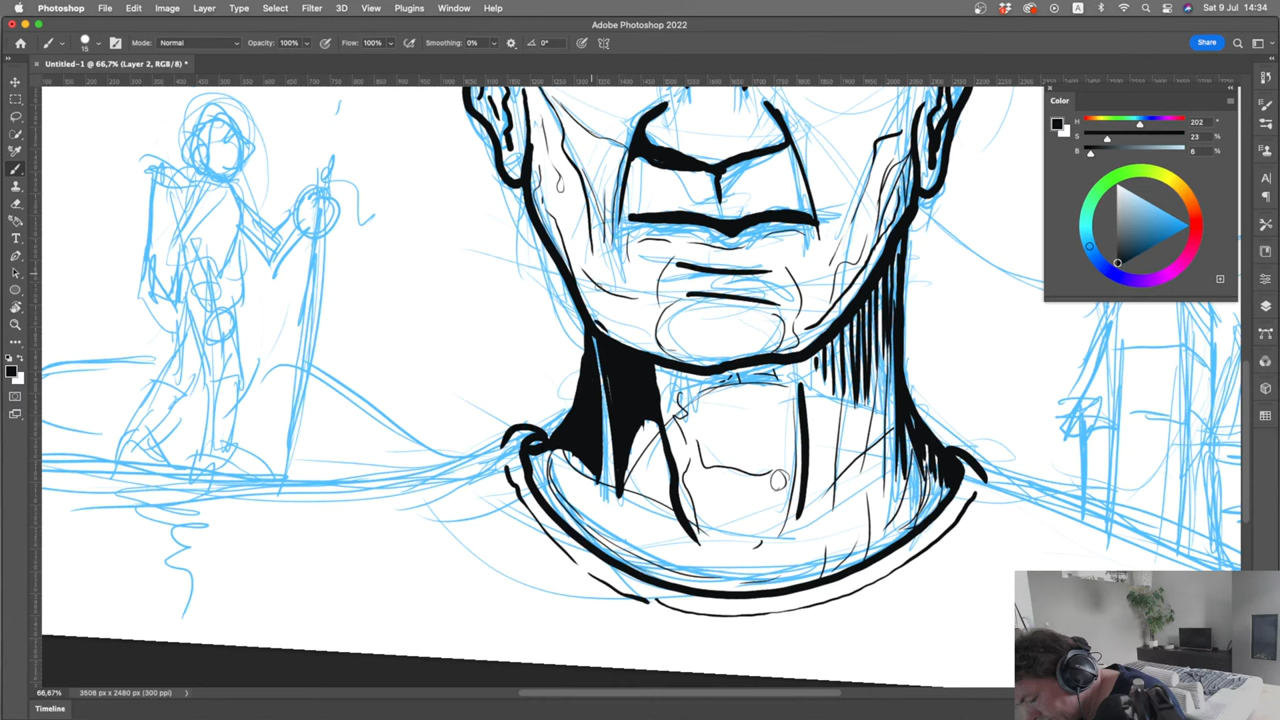 Photoshop File Edit Image Layer Type Select Filter 3D View Plugins Window Help A Sat 9 Jul 14:34
Adobe Photoshop 2022
15 Mode: Normal Opacity: 100% Flow: 100% Smoothing: 0% 0° Share
Untitled-1 @ 66,7% (Layer 2, RGB/8) *
Color
H 202 °
S 23 %
B 6 %
66,67% 3508 px x 2480 px (300 ppi)
Timeline